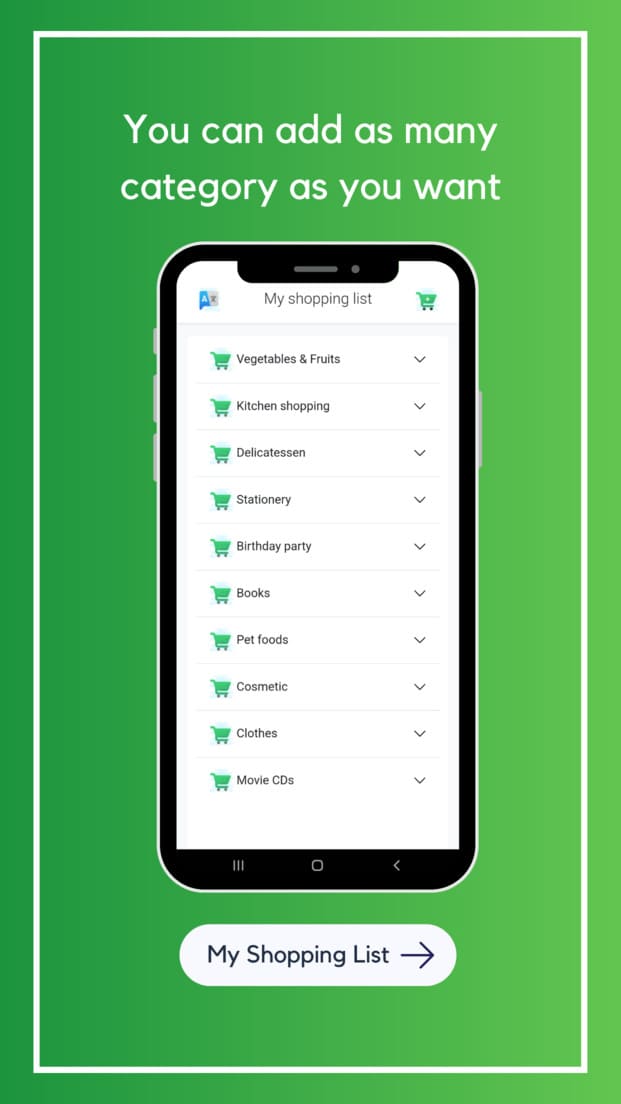 You can add as many
category as you want
My shopping list
Vegetables & Fruits
Kitchen shopping
Delicatessen
Stationery
Birthday party
Books
Pet foods
Cosmetic
Clothes
Movie CDs
My Shopping List